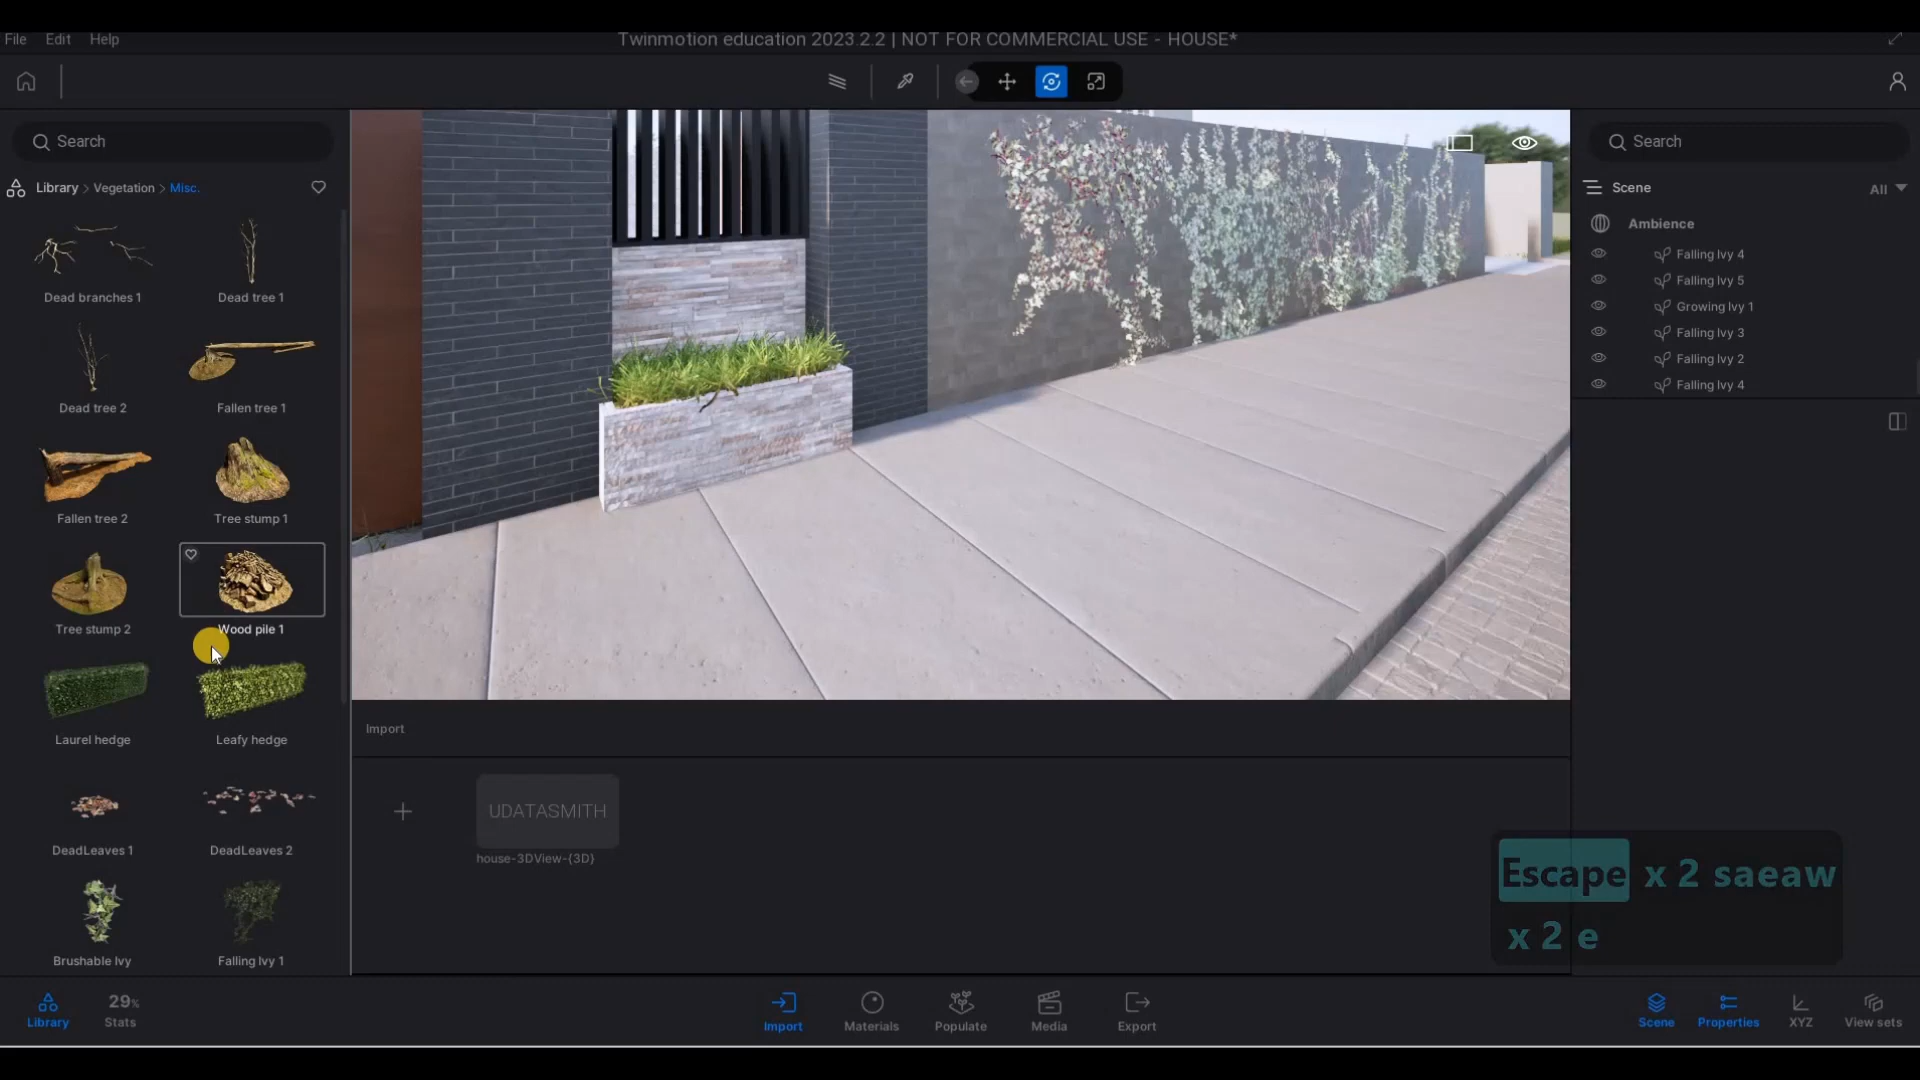 File Edit Help
Twinmotion education 2023.2.2 | NOT FOR COMMERCIAL USE - HOUSE*
Search
Library > Vegetation > Misc.
Dead branches 1
Dead tree 1
Dead tree 2
Fallen tree 1
Fallen tree 2
Tree stump 1
Tree stump 2
Wood pile 1
Laurel hedge
Leafy hedge
DeadLeaves 1
DeadLeaves 2
Brushable Ivy
Falling Ivy 1
Library
29%
Stats
Import
UDATASMITH
house-3DView-{3D}
Import
Materials
Populate
Media
Export
Search
Scene
All
Ambience
Falling Ivy 4
Falling Ivy 5
Growing Ivy 1
Falling Ivy 3
Falling Ivy 2
Falling Ivy 4
Escape x 2 saeaw
x 2 e
Scene
Properties
XYZ
View sets